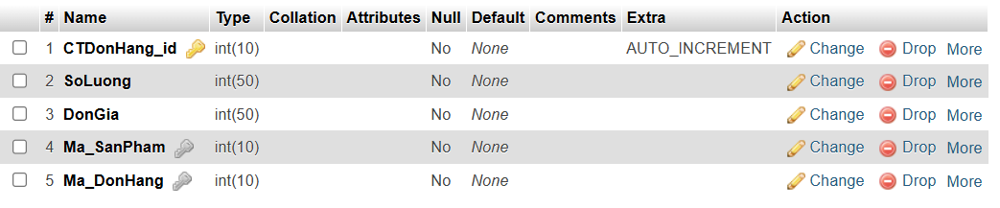 # Name Type Collation Attributes Null Default Comments Extra Action
1 CTDonHang_id int(10) No None AUTO_INCREMENT Change Drop More
2 SoLuong int(50) No None Change Drop More
3 DonGia int(50) No None Change Drop More
4 Ma_SanPham int(10) No None Change Drop More
5 Ma_DonHang int(10) No None Change Drop More